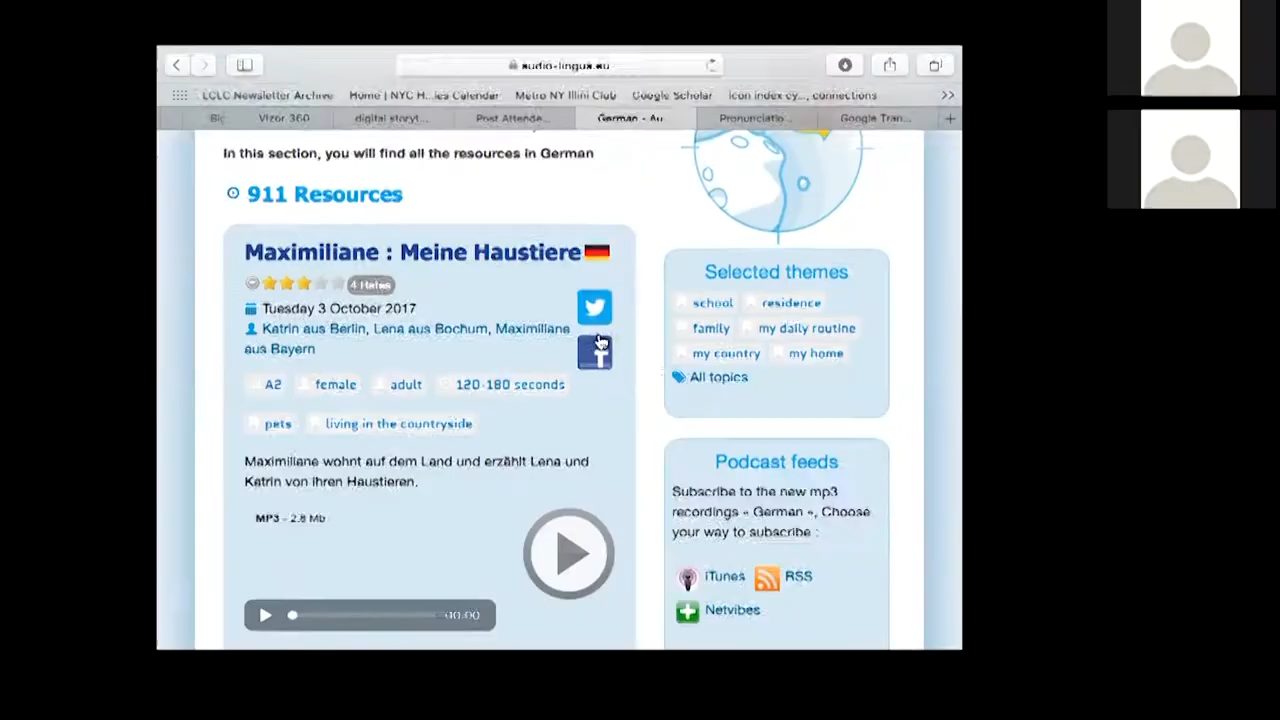 audio-lingua.eu
LCLC Newsletter Archive Home | NYC H...ies Calendar Metro NY Illini Club Google Scholar icon index cy..., connections
Vizor 360 digital storyt... Post Attende... German - Au Pronunciatio... Google Tran...
In this section, you will find all the resources in German
911 Resources
Maximiliane : Meine Haustiere
4 Rates
Tuesday 3 October 2017
Katrin aus Berlin, Lena aus Bochum, Maximiliane
aus Bayern
A2 female adult 120-180 seconds
pets living in the countryside
Maximiliane wohnt auf dem Land und erzählt Lena und
Katrin von ihren Haustieren.
MP3 - 2.8 Mb
00:00
Selected themes
school residence
family my daily routine
my country my home
All topics
Podcast feeds
Subscribe to the new mp3
recordings « German », Choose
your way to subscribe :
iTunes RSS
Netvibes